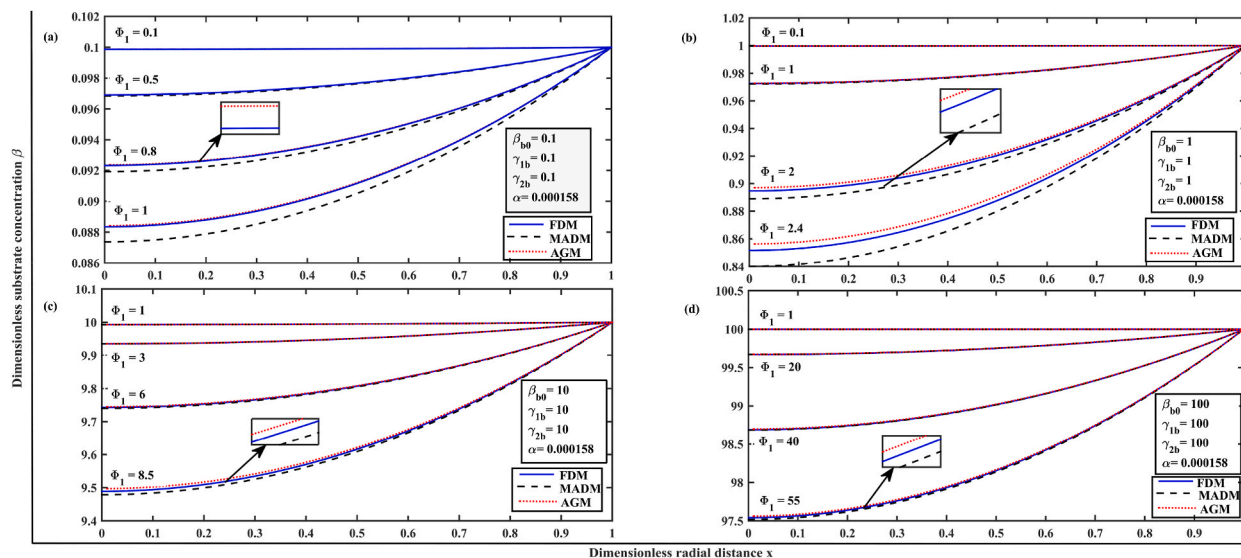 Dimensionless substrate concentration β
(a)
0.1
0.1
0.098
0.096
0.094
0.092
0.09
0.088
0.086
Φ1 = 0.1
Φ1 = 0.5
Φ1 = 0.8
Φ1 = 1
βb0 = 0.1
γ1b = 0.1
γ2b = 0.1
α= 0.000158
FDM
MADM
AGM
0 0.1 0.2 0.3 0.4 0.5 0.6 0.7 0.8 0.9 1
(b)
1.02
1
0.98
0.96
0.94
0.92
0.9
0.88
0.86
0.84
Φ1 = 0.1
Φ1 = 1
Φ1 = 2
Φ1 = 2.4
βb0 = 1
γ1b = 1
γ2b = 1
α= 0.000158
FDM
MADM
AGM
0 0.1 0.2 0.3 0.4 0.5 0.6 0.7 0.8 0.9
(c)
10.1
10
9.9
9.8
9.7
9.6
9.5
9.4
Φ1 = 1
Φ1 = 3
Φ1 = 6
Φ1 = 8.5
βb0 = 10
γ1b = 10
γ2b = 10
α= 0.000158
FDM
MADM
AGM
0 0.1 0.2 0.3 0.4 0.5 0.6 0.7 0.8 0.9 1
(d)
100.5
100
99.5
99
98.5
98
97.5
Φ1 = 1
Φ1 = 20
Φ1 = 40
Φ1 = 55
βb0 = 100
γ1b = 100
γ2b = 100
α= 0.000158
FDM
MADM
AGM
0 0.1 0.2 0.3 0.4 0.5 0.6 0.7 0.8 0.9
Dimensionless radial distance x